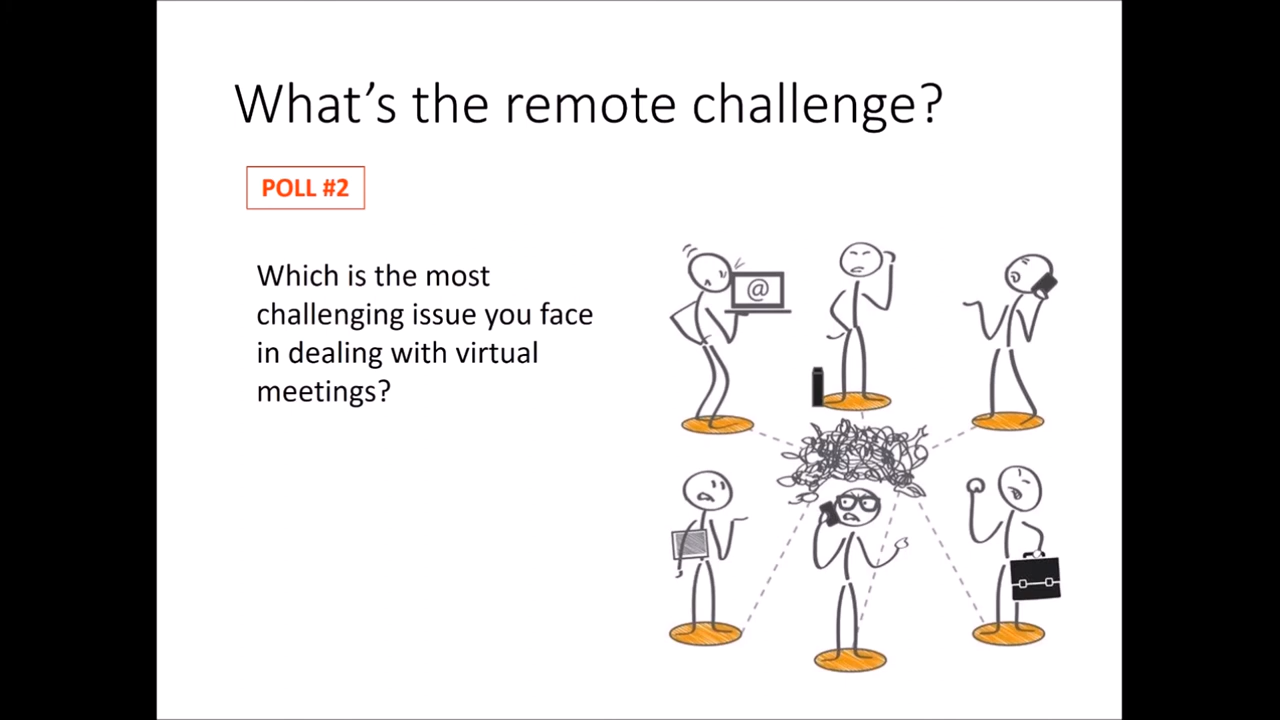 What’s the remote challenge?
POLL #2
Which is the most
challenging issue you face
in dealing with virtual
meetings?
@